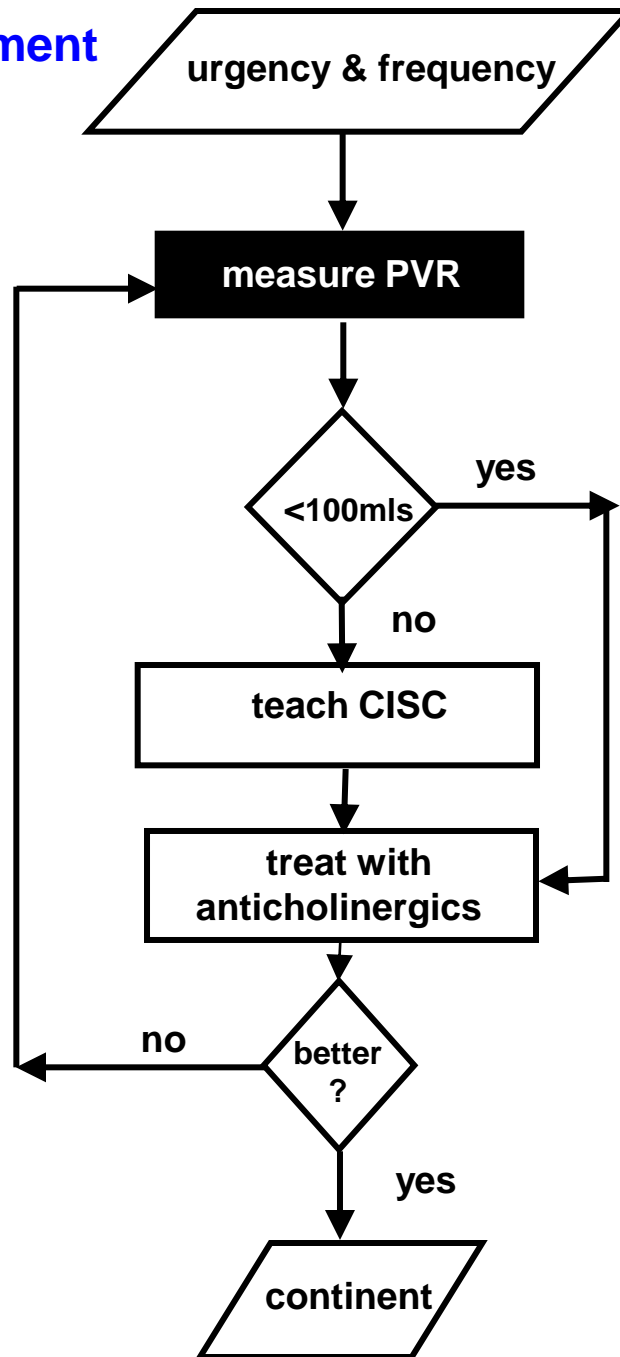 ment
urgency & frequency
measure PVR
<100mls
yes
no
teach CISC
treat with
anticholinergics
no
better
?
yes
continent